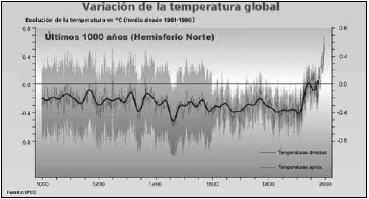 Variación de la temperatura global
Evolución de la temperatura en ºC (media desde 1961-1990)
Últimos 1000 años (Hemisferio Norte)
0.8 0.8
0.4 0.4
0.0 0.0
-0.4 -0.4
-0.8 -0.8
Temperaturas directas
Temperaturas aprox.
1000 1200 1400 1600 1800 2000
Fuente: IPCC